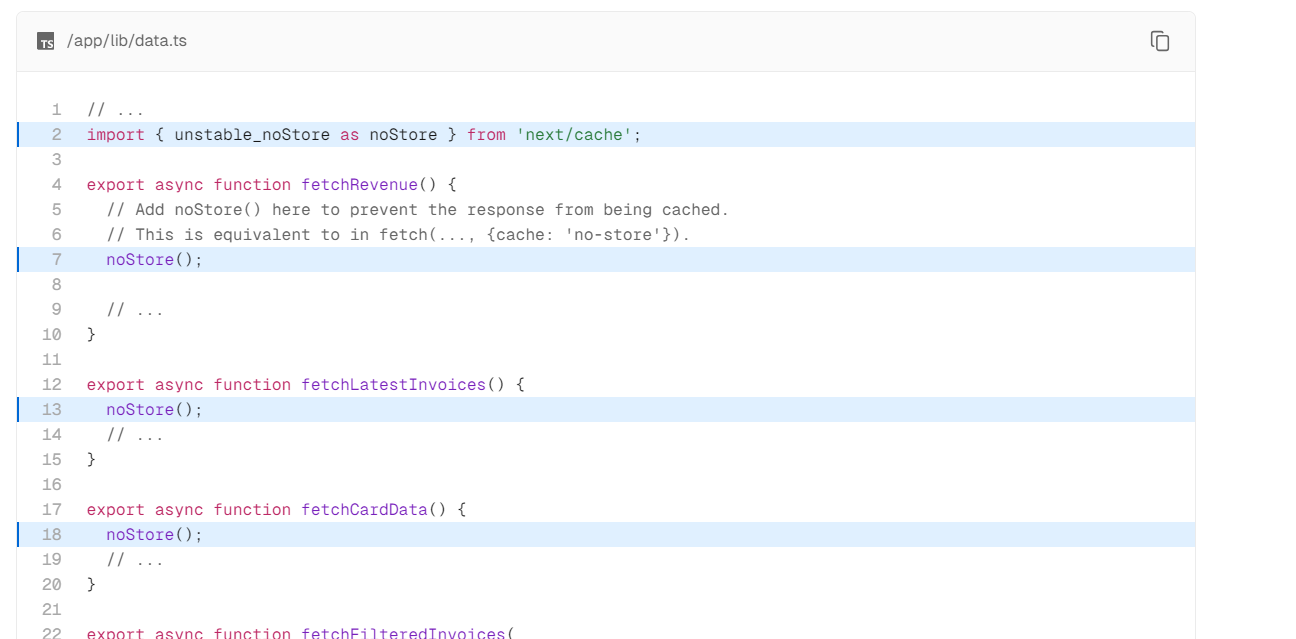 TS /app/lib/data.ts
1 // ...
2 import { unstable_noStore as noStore } from 'next/cache';
3
4 export async function fetchRevenue() {
5   // Add noStore() here to prevent the response from being cached.
6   // This is equivalent to in fetch(..., {cache: 'no-store'}).
7   noStore();
8
9   // ...
10 }
11
12 export async function fetchLatestInvoices() {
13   noStore();
14   // ...
15 }
16
17 export async function fetchCardData() {
18   noStore();
19   // ...
20 }
21
22 export async function fetchFilteredInvoices(